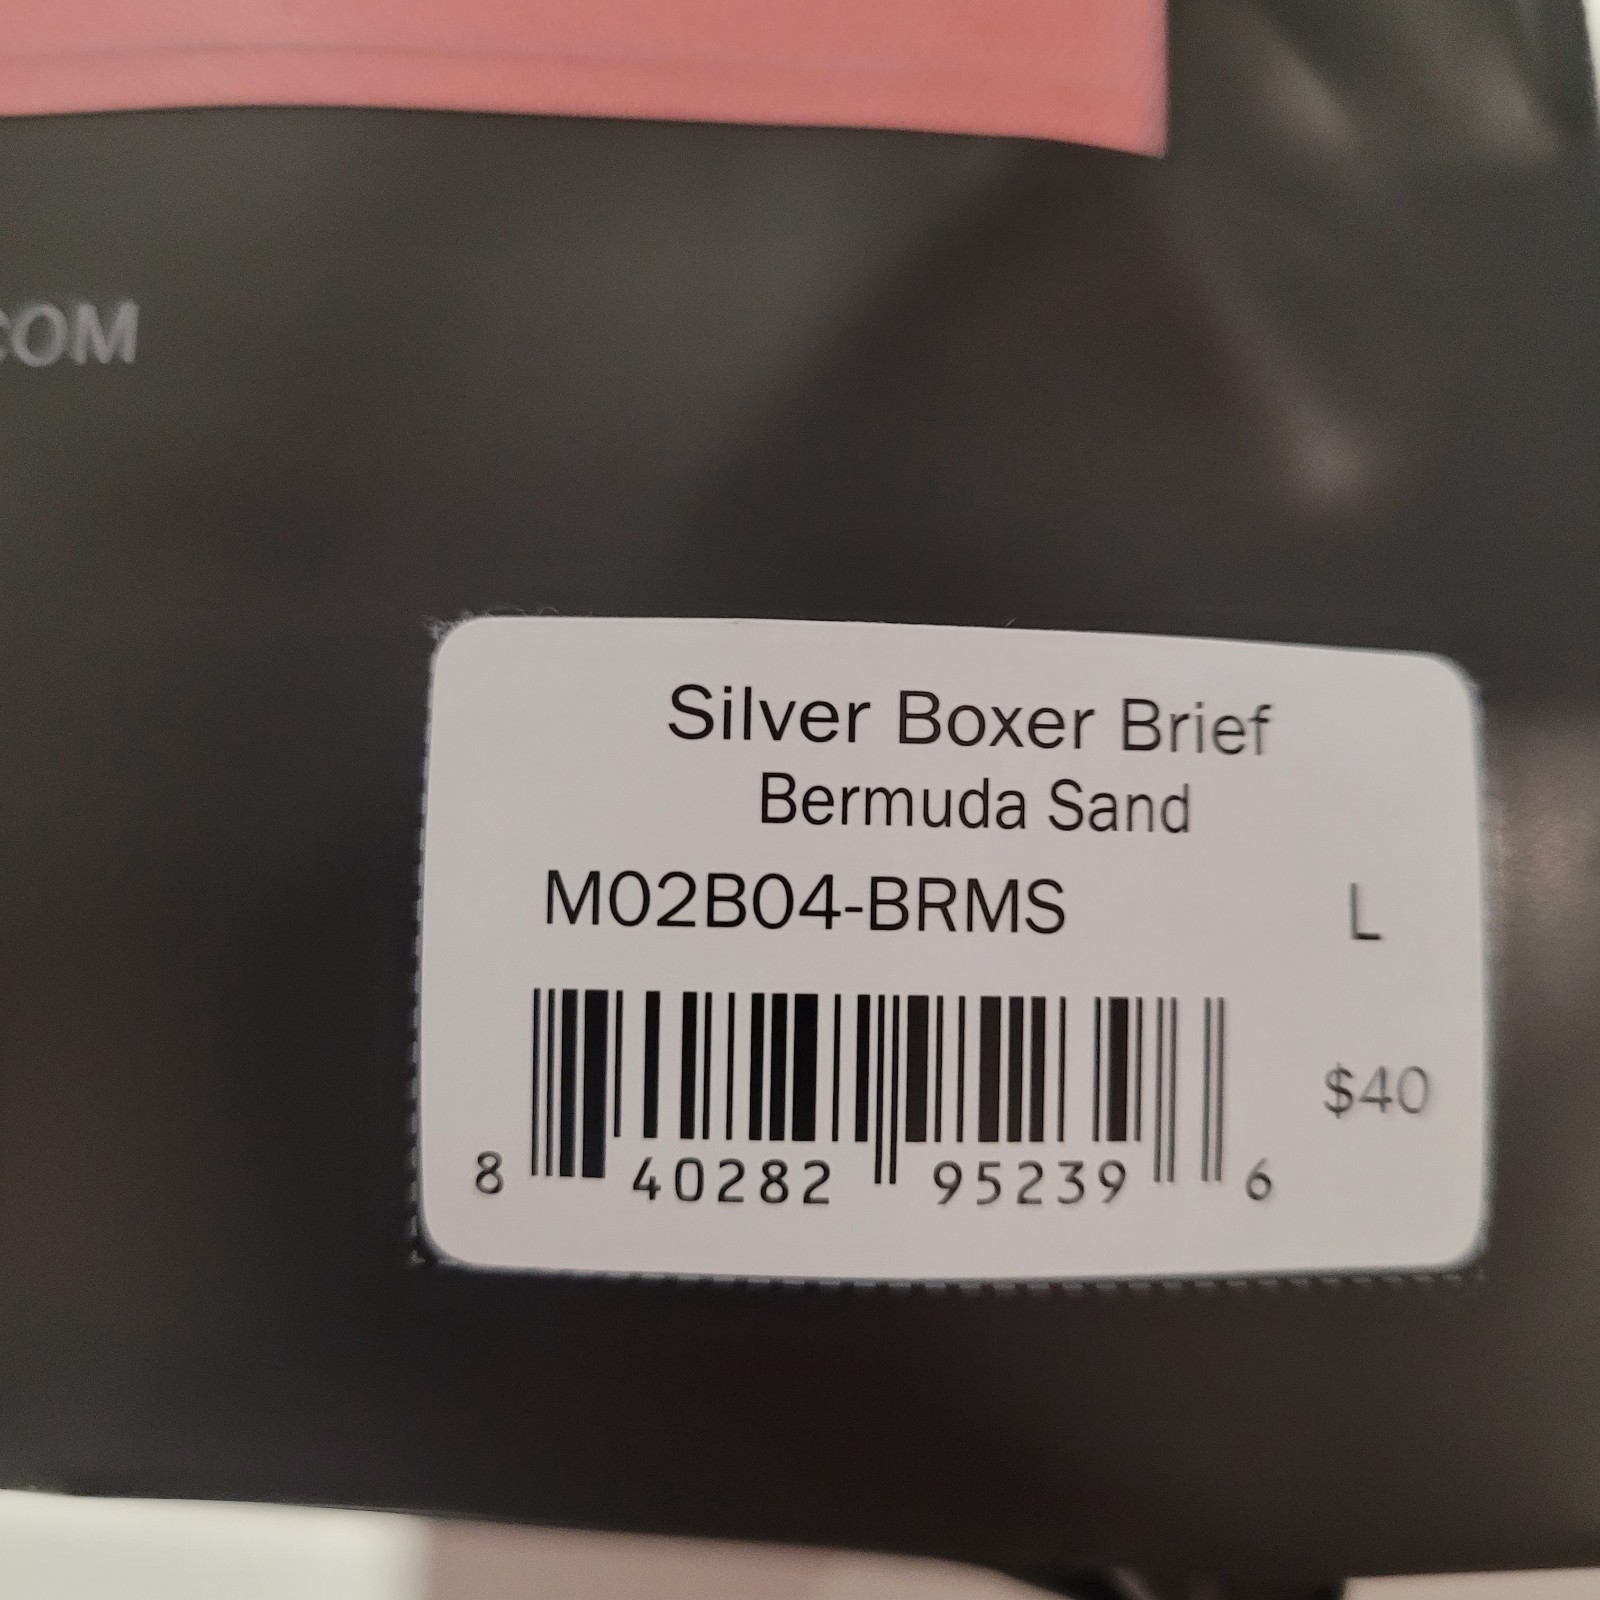 COM
Silver Boxer Brief
Bermuda Sand
M02B04-BRMS L
$40
8 40282 95239 6